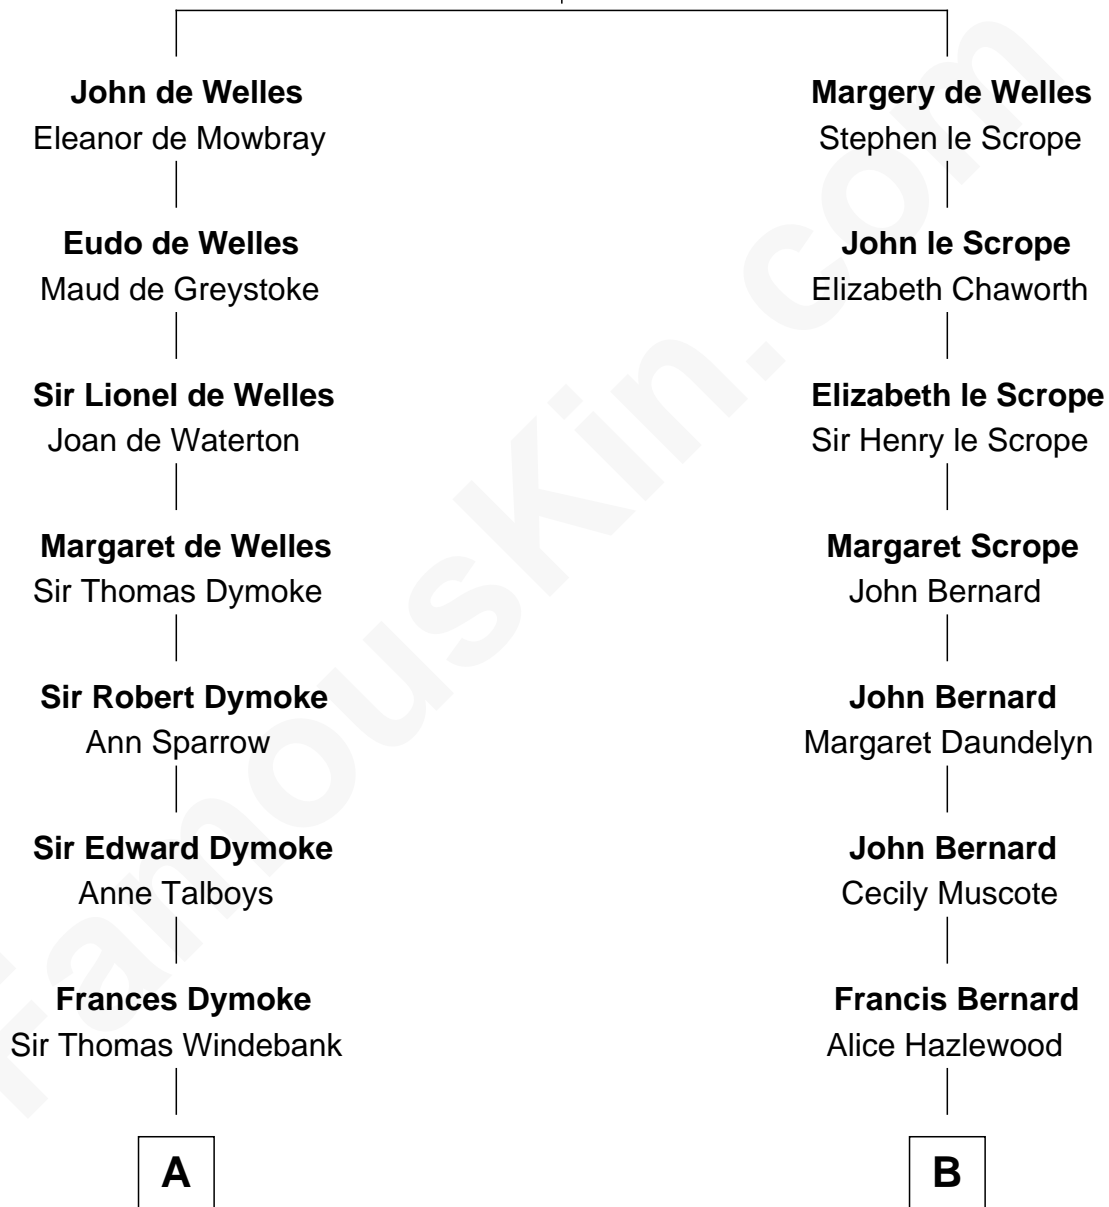 John de Welles
Eleanor de Mowbray
Eudo de Welles
Maud de Greystoke
Sir Lionel de Welles
Joan de Waterton
Margaret de Welles
Sir Thomas Dymoke
Sir Robert Dymoke
Ann Sparrow
Sir Edward Dymoke
Anne Talboys
Frances Dymoke
Sir Thomas Windebank
A
Margery de Welles
Stephen le Scrope
John le Scrope
Elizabeth Chaworth
Elizabeth le Scrope
Sir Henry le Scrope
Margaret Scrope
John Bernard
John Bernard
Margaret Daundelyn
John Bernard
Cecily Muscote
Francis Bernard
Alice Hazlewood
B
FamousKin.com